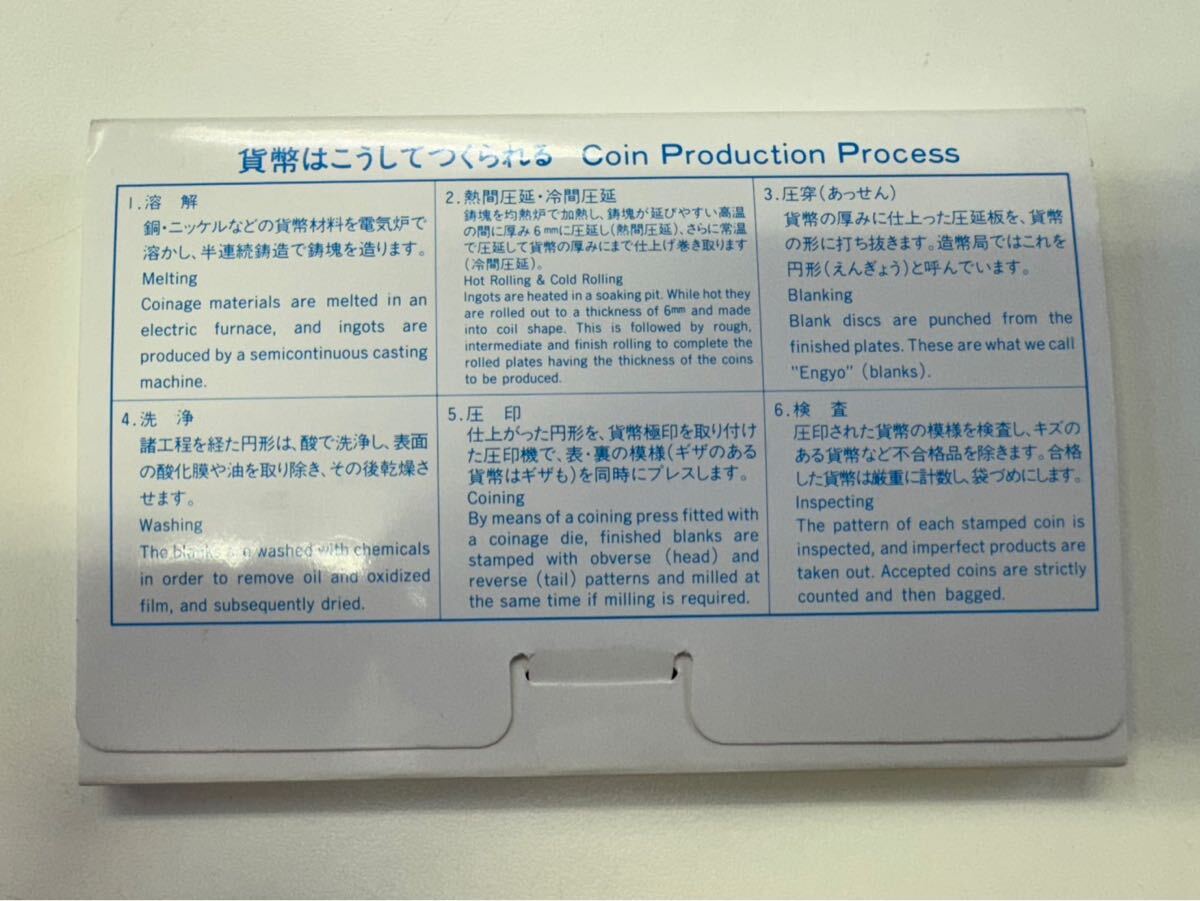 貨幣はこうしてつくられる Coin Production Process
1.溶 解
銅・ニッケルなどの貨幣材料を電気炉で
溶かし、半連続鋳造で鋳塊を造ります。
Melting
Coinage materials are melted in an
electric furnace, and ingots are
produced by a semicontinuous casting
machine.
2.熱間圧延・冷間圧延
鋳塊を均熱炉で加熱し、鋳塊が延びやすい高温
の間に厚み6㎜に圧延し(熱間圧延)、さらに常温
で圧延して貨幣の厚みにまで仕上げ巻き取ります
(冷間圧延)。
Hot Rolling & Cold Rolling
Ingots are heated in a soaking pit. While hot they
are rolled out to a thickness of 6㎜ and made
into coil shape. This is followed by rough,
intermediate and finish rolling to complete the
rolled plates having the thickness of the coins
to be produced.
3.圧穿(あっせん)
貨幣の厚みに仕上った圧延板を、貨幣
の形に打ち抜きます。造幣局ではこれを
円形(えんぎょう)と呼んでいます。
Blanking
Blank discs are punched from the
finished plates. These are what we call
"Engyo" (blanks).
4.洗 浄
諸工程を経た円形は、酸で洗浄し、表面
の酸化膜や油を取り除き、その後乾燥さ
せます。
Washing
The blanks are washed with chemicals
in order to remove oil and oxidized
film, and subsequently dried.
5.圧 印
仕上がった円形を、貨幣極印を取り付け
た圧印機で、表・裏の模様(ギザのある
貨幣はギザも)を同時にプレスします。
Coining
By means of a coining press fitted with
a coinage die, finished blanks are
stamped with obverse (head) and
reverse (tail) patterns and milled at
the same time if milling is required.
6.検 査
圧印された貨幣の模様を検査し、キズの
ある貨幣など不合格品を除きます。合格
した貨幣は厳重に計数し、袋づめにします。
Inspecting
The pattern of each stamped coin is
inspected, and imperfect products are
taken out. Accepted coins are strictly
counted and then bagged.